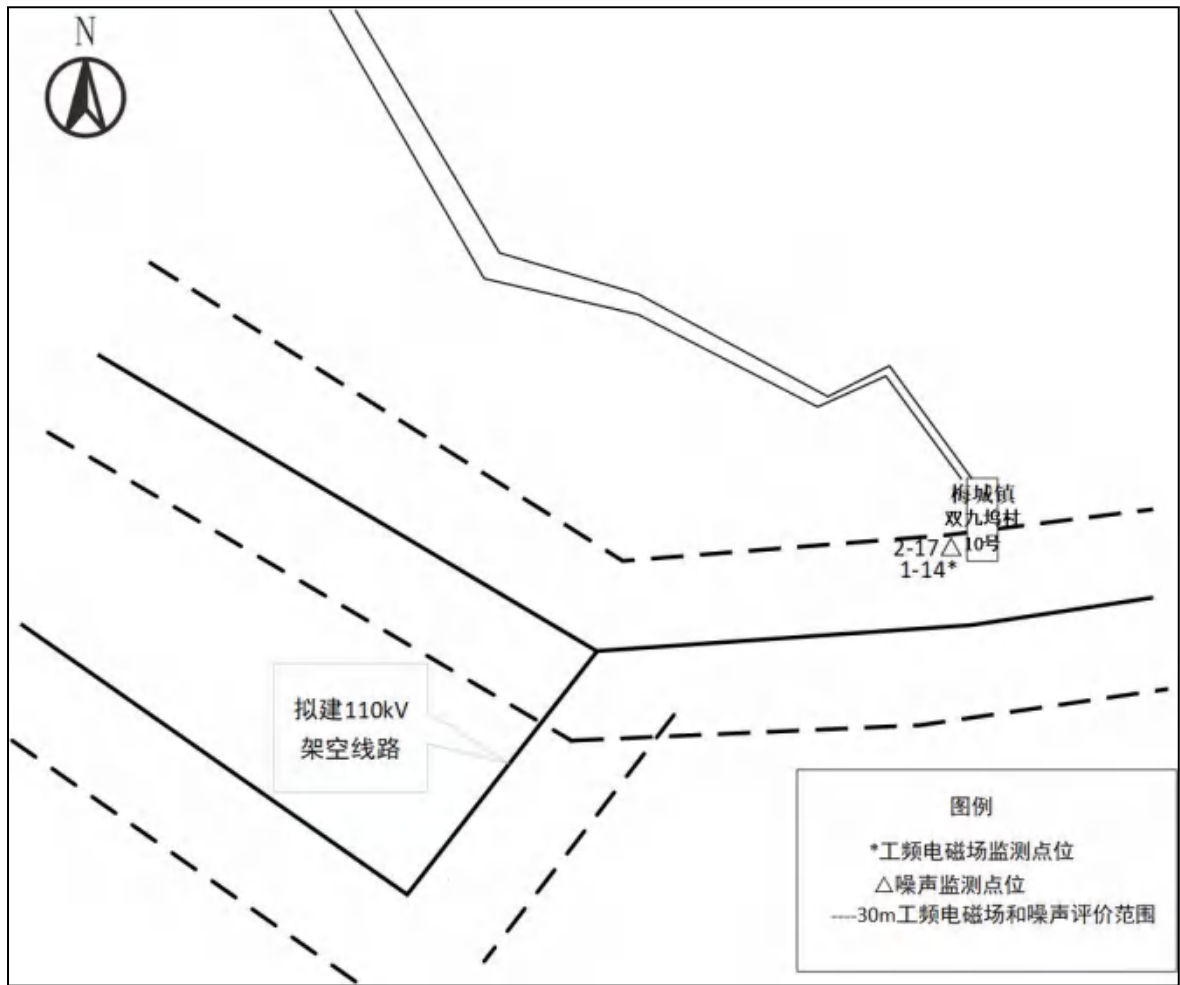 N
梅城镇
双九坞村
10号
2-17△
1-14*
拟建110kV
架空线路
图例
*工频电磁场监测点位
△噪声监测点位
----30m工频电磁场和噪声评价范围